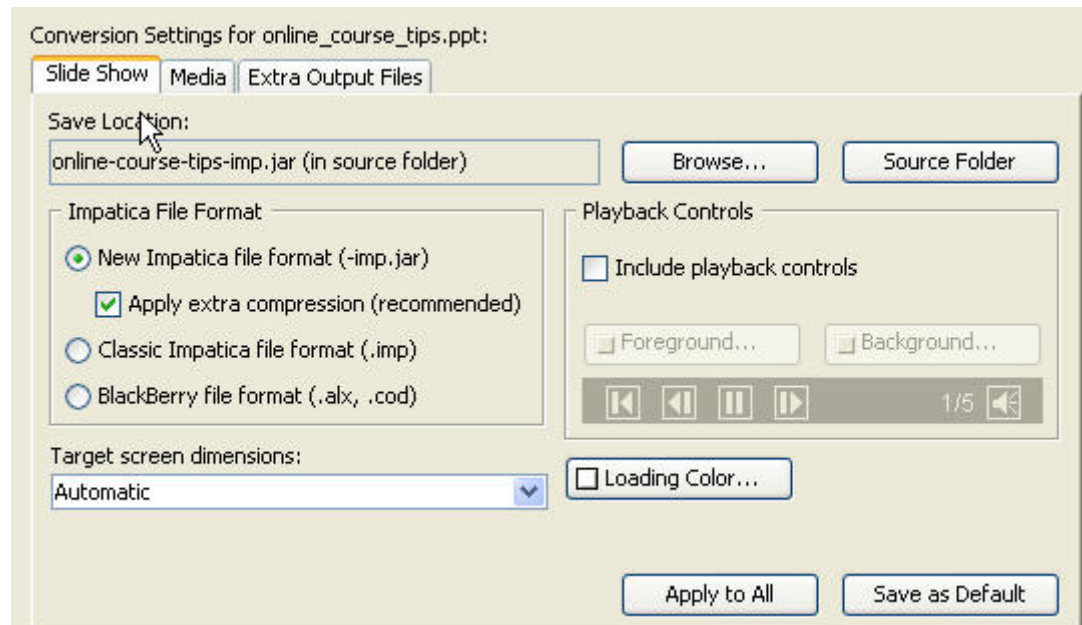 Conversion Settings for online_course_tips.ppt:
Slide Show Media Extra Output Files
Save Location:
online-course-tips-imp.jar (in source folder) Browse... Source Folder
Impatica File Format
New Impatica file format (-imp.jar)
Apply extra compression (recommended)
Classic Impatica file format (.imp)
BlackBerry file format (.alx, .cod)
Playback Controls
Include playback controls
Foreground... Background...
1/5
Target screen dimensions:
Automatic
Loading Color...
Apply to All Save as Default